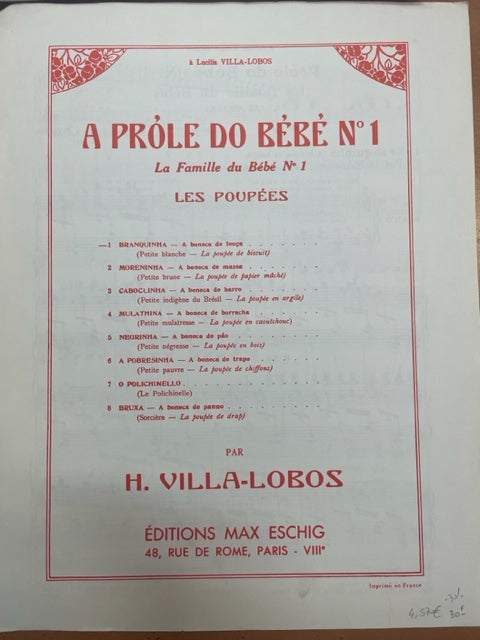 à Lucilia VILLA-LOBOS
A PRÓLE DO BÉBÉ Nº 1
La Famille du Bébé Nº 1
LES POUPÉES
1 BRANQUINHA — A boneca de louça . . . . . . .
(Petite blanche — La poupée de biscuit)
2 MORENINHA — A boneca de massa . . . . . . .
(Petite brune — La poupée de papier mâché)
3 CABOCLINHA — A boneca de barro . . . . . . .
(Petite indigène du Brésil — La poupée en argile)
4 MULATINHA — A boneca de borracha . . . . . .
(Petite mulatresse — La poupée en caoutchouc)
5 NEGRINHA — A boneca de páo . . . . . . .
(Petite négresse — La poupée en bois)
6 A POBRESINHA — A boneca de trapo . . . . . .
(Petite pauvre — La poupée de chiffons)
7 O POLICHINELLO . . . . . . . . . .
(Le Polichinelle)
8 BRUXA — A boneca de panno . . . . . . . .
(Sorcière — La poupée de drap)
PAR
H. VILLA-LOBOS
ÉDITIONS MAX ESCHIG
48, RUE DE ROME, PARIS - VIIIe
Imprimé en France
4,57€ 30F